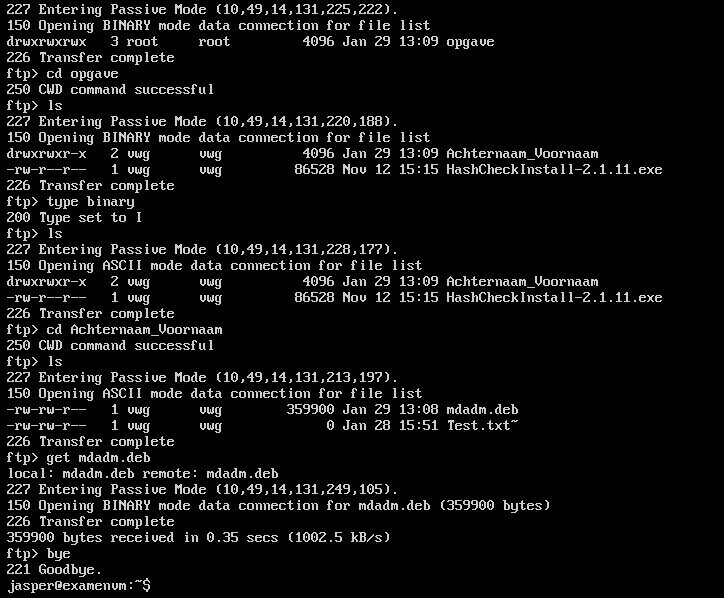 227 Entering Passive Mode (10,49,14,131,225,222).
150 Opening BINARY mode data connection for file list
drwxrwxrwx   3 root     root         4096 Jan 29 13:09 opgave
226 Transfer complete
ftp> cd opgave
250 CWD command successful
ftp> ls
227 Entering Passive Mode (10,49,14,131,220,188).
150 Opening BINARY mode data connection for file list
drwxrwxr-x   2 vwg      vwg          4096 Jan 29 13:09 Achternaam_Voornaam
-rw-r--r--   1 vwg      vwg         86528 Nov 12 15:15 HashCheckInstall-2.1.11.exe
226 Transfer complete
ftp> type binary
200 Type set to I
ftp> ls
227 Entering Passive Mode (10,49,14,131,228,177).
150 Opening ASCII mode data connection for file list
drwxrwxr-x   2 vwg      vwg          4096 Jan 29 13:09 Achternaam_Voornaam
-rw-r--r--   1 vwg      vwg         86528 Nov 12 15:15 HashCheckInstall-2.1.11.exe
226 Transfer complete
ftp> cd Achternaam_Voornaam
250 CWD command successful
ftp> ls
227 Entering Passive Mode (10,49,14,131,213,197).
150 Opening ASCII mode data connection for file list
-rw-rw-r--   1 vwg      vwg        359900 Jan 29 13:08 mdadm.deb
-rw-rw-r--   1 vwg      vwg             0 Jan 28 15:51 Test.txt~
226 Transfer complete
ftp> get mdadm.deb
local: mdadm.deb remote: mdadm.deb
227 Entering Passive Mode (10,49,14,131,249,105).
150 Opening BINARY mode data connection for mdadm.deb (359900 bytes)
226 Transfer complete
359900 bytes received in 0.35 secs (1002.5 kB/s)
ftp> bye
221 Goodbye.
jasper@examenvm:~$